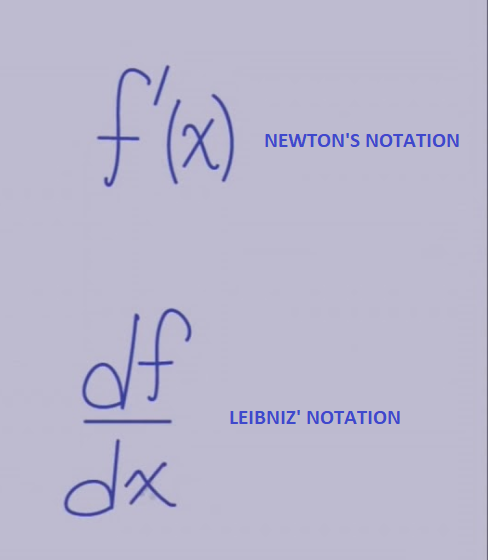 f'(x) NEWTON'S NOTATION
df
LEIBNIZ' NOTATION
dx